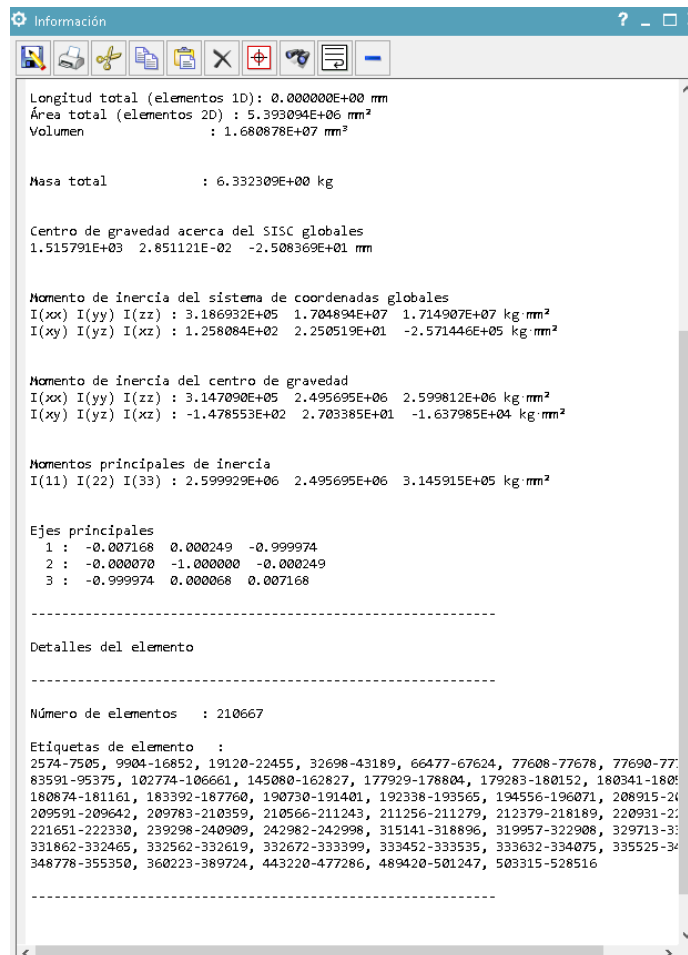 Información
Longitud total (elementos 1D): 0.000000E+00 mm
Área total (elementos 2D) : 5.393094E+06 mm²
Volumen : 1.680878E+07 mm³
Masa total : 6.332309E+00 kg
Centro de gravedad acerca del SISC globales
1.515791E+03 2.851121E-02 -2.508369E+01 mm
Momento de inercia del sistema de coordenadas globales
I(xx) I(yy) I(zz) : 3.186932E+05 1.704894E+07 1.714907E+07 kg·mm²
I(xy) I(yz) I(xz) : 1.258084E+02 2.250519E+01 -2.571446E+05 kg·mm²
Momento de inercia del centro de gravedad
I(xx) I(yy) I(zz) : 3.147090E+05 2.495695E+06 2.599812E+06 kg·mm²
I(xy) I(yz) I(xz) : -1.478553E+02 2.703385E+01 -1.637985E+04 kg·mm²
Momentos principales de inercia
I(11) I(22) I(33) : 2.599929E+06 2.495695E+06 3.145915E+05 kg·mm²
Ejes principales
1 : -0.007168 0.000249 -0.999974
2 : -0.000070 -1.000000 -0.000249
3 : -0.999974 0.000068 0.007168
------------------------------------------------------------
Detalles del elemento
------------------------------------------------------------
Número de elementos : 210667
Etiquetas de elemento :
2574-7505, 9904-16852, 19120-22455, 32698-43189, 66477-67624, 77608-77678, 77690-77
83591-95375, 102774-106661, 145080-162827, 177929-178804, 179283-180152, 180341-180
180874-181161, 183392-187760, 190730-191401, 192338-193565, 194556-196071, 208915-2
209591-209642, 209783-210359, 210566-211243, 211256-211279, 212379-218189, 220931-2
221651-222330, 239298-240909, 242982-242998, 315141-318896, 319957-322908, 329713-3
331862-332465, 332562-332619, 332672-333399, 333452-333535, 333632-334075, 335525-3
348778-355350, 360223-389724, 443220-477286, 489420-501247, 503315-528516
------------------------------------------------------------